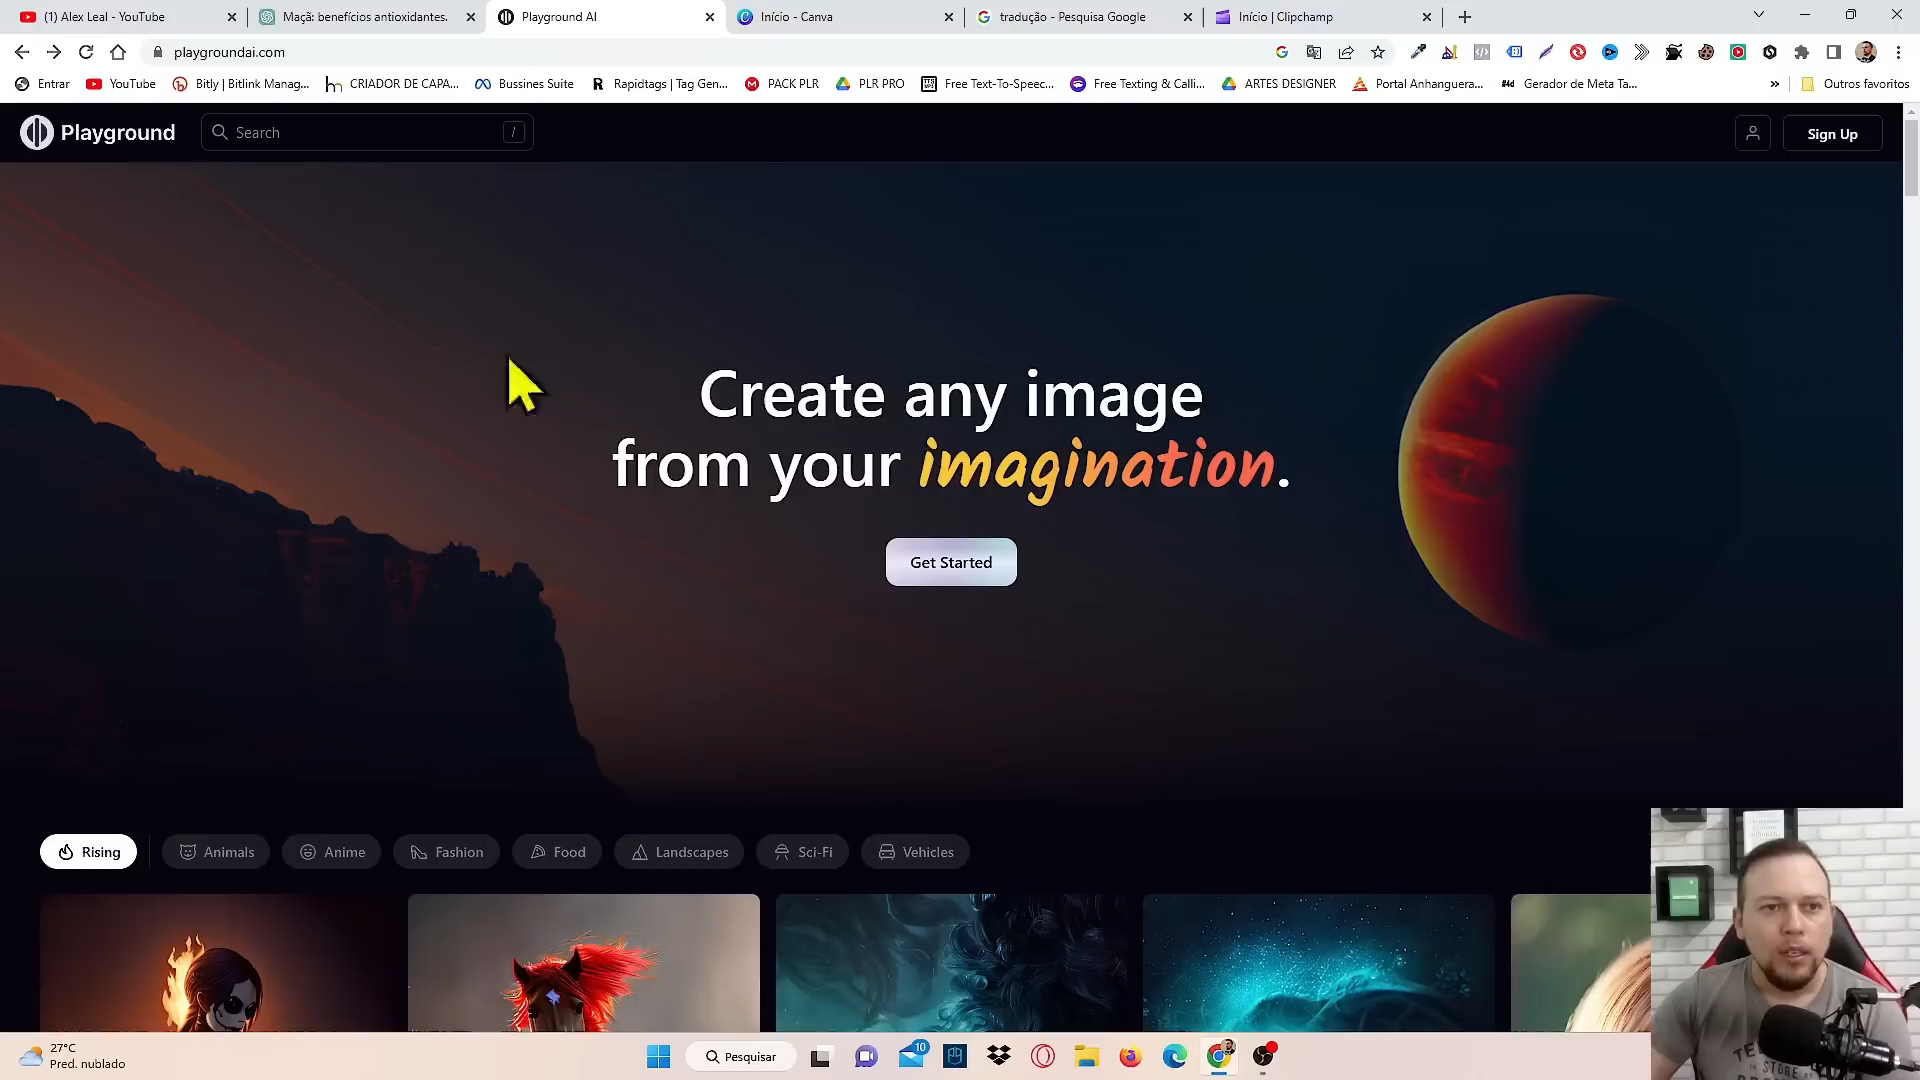 (1) Alex Leal - YouTube
Maçã: benefícios antioxidantes.
Playground AI
Início - Canva
tradução - Pesquisa Google
Início | Clipchamp
playgroundai.com
Entrar
YouTube
Bitly | Bitlink Manag...
CRIADOR DE CAPA...
Bussines Suite
Rapidtags | Tag Gen...
PACK PLR
PLR PRO
Free Text-To-Speec...
Free Texting & Calli...
ARTES DESIGNER
Portal Anhanguera...
Gerador de Meta Ta...
»
Outros favoritos
Playground
Search
/
Sign Up
Create any image
from your imagination.
Get Started
Rising
Animals
Anime
Fashion
Food
Landscapes
Sci-Fi
Vehicles
27°C
Pred. nublado
Pesquisar
10